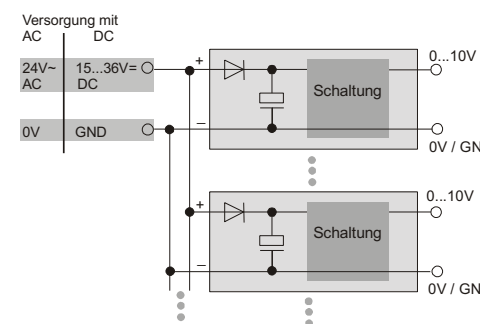 Versorgung mit
AC DC
24V~ 15...36V=
AC DC
0V GND
+
–
Schaltung
0...10V
0V / GN
+
–
Schaltung
0...10V
0V / GN